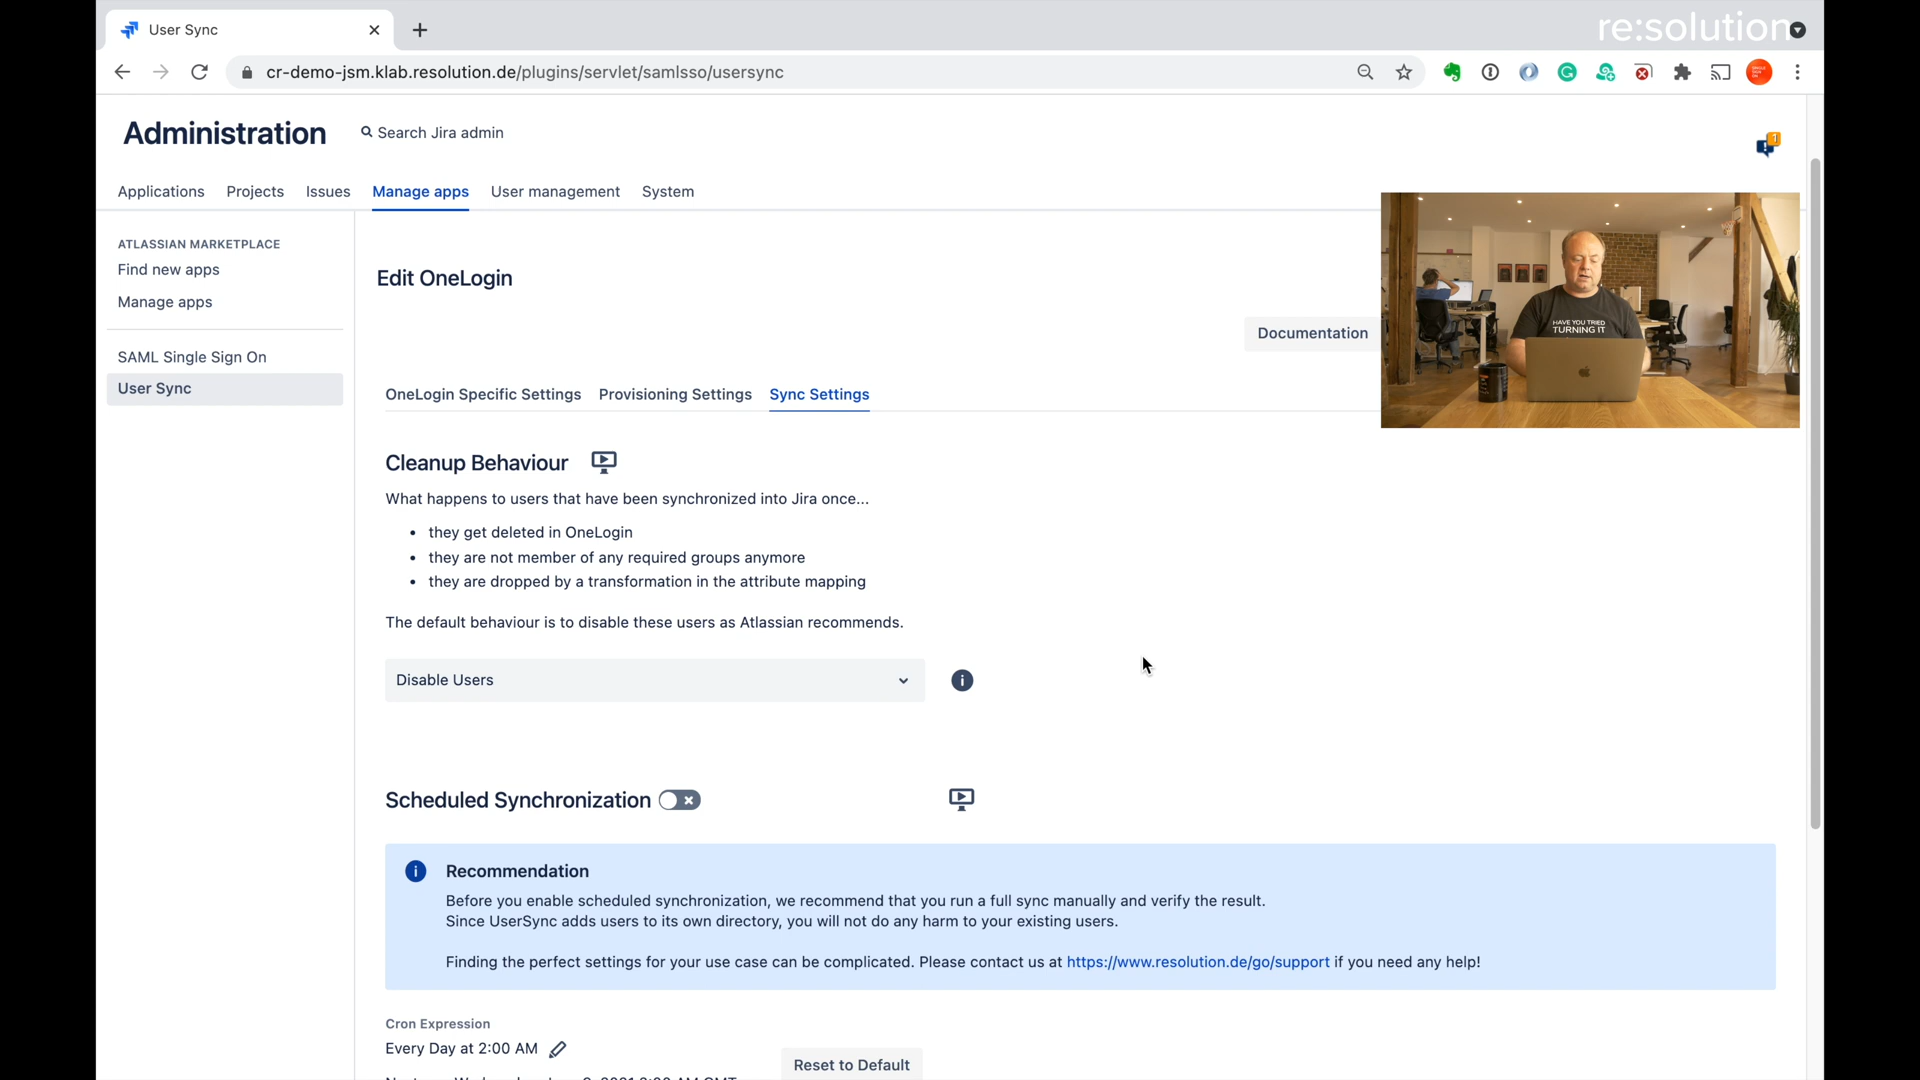 User Sync
re:solution
cr-demo-jsm.klab.resolution.de/plugins/servlet/samlsso/usersync
Administration
Search Jira admin
1
Applications
Projects
Issues
Manage apps
User management
System
ATLASSIAN MARKETPLACE
Find new apps
Manage apps
SAML Single Sign On
User Sync
Edit OneLogin
Documentation
HAVE YOU TRIED
TURNING IT
OneLogin Specific Settings
Provisioning Settings
Sync Settings
Cleanup Behaviour
What happens to users that have been synchronized into Jira once...
• they get deleted in OneLogin
• they are not member of any required groups anymore
• they are dropped by a transformation in the attribute mapping
The default behaviour is to disable these users as Atlassian recommends.
Disable Users
Scheduled Synchronization
Recommendation
Before you enable scheduled synchronization, we recommend that you run a full sync manually and verify the result.
Since UserSync adds users to its own directory, you will not do any harm to your existing users.
Finding the perfect settings for your use case can be complicated. Please contact us at https://www.resolution.de/go/support if you need any help!
Cron Expression
Every Day at 2:00 AM
Reset to Default